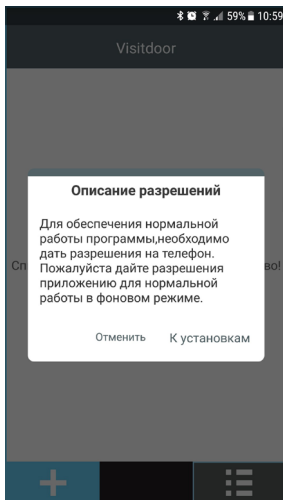 59% 10:59
Visitdoor
Описание разрешений
Для обеспечения нормальной
работы программы,необходимо
дать разрешения на телефон.
Пожалуйста дайте разрешения
приложению для нормальной
работы в фоновом режиме.
Отменить К установкам